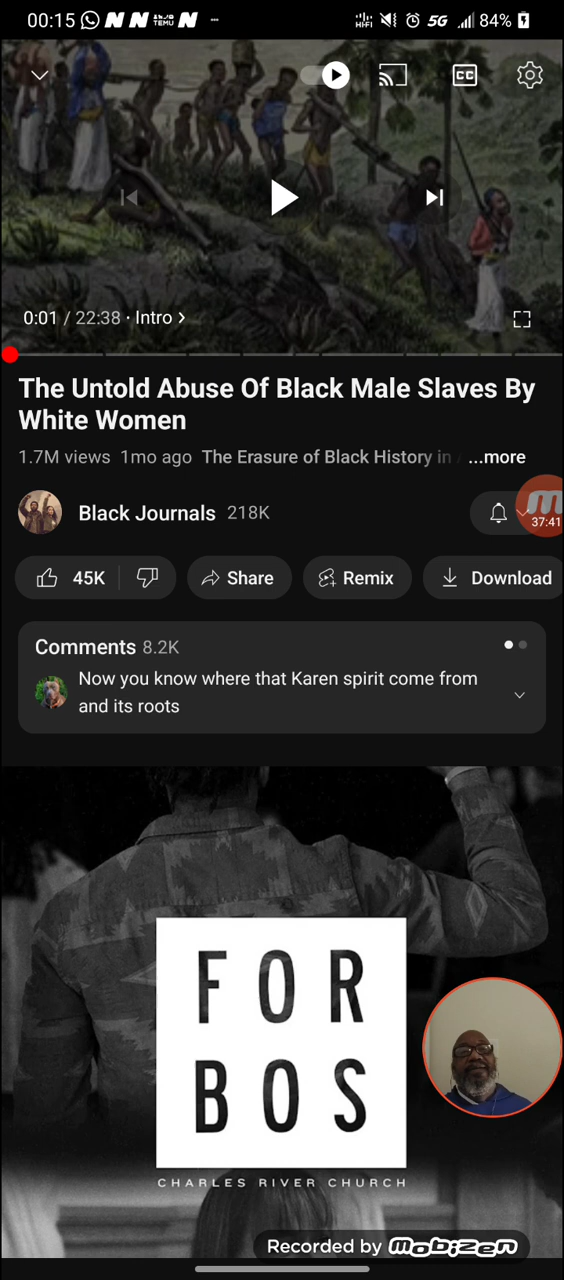 00:15 N N TEMU N 5G 84%
CC
0:01 / 22:38 · Intro >
The Untold Abuse Of Black Male Slaves By
White Women
1.7M views 1mo ago The Erasure of Black History in ...more
Black Journals 218K
m
37:41
45K Share Remix Download
Comments 8.2K
Now you know where that Karen spirit come from
and its roots
FOR
BOS
CHARLES RIVER CHURCH
Recorded by Mobizen